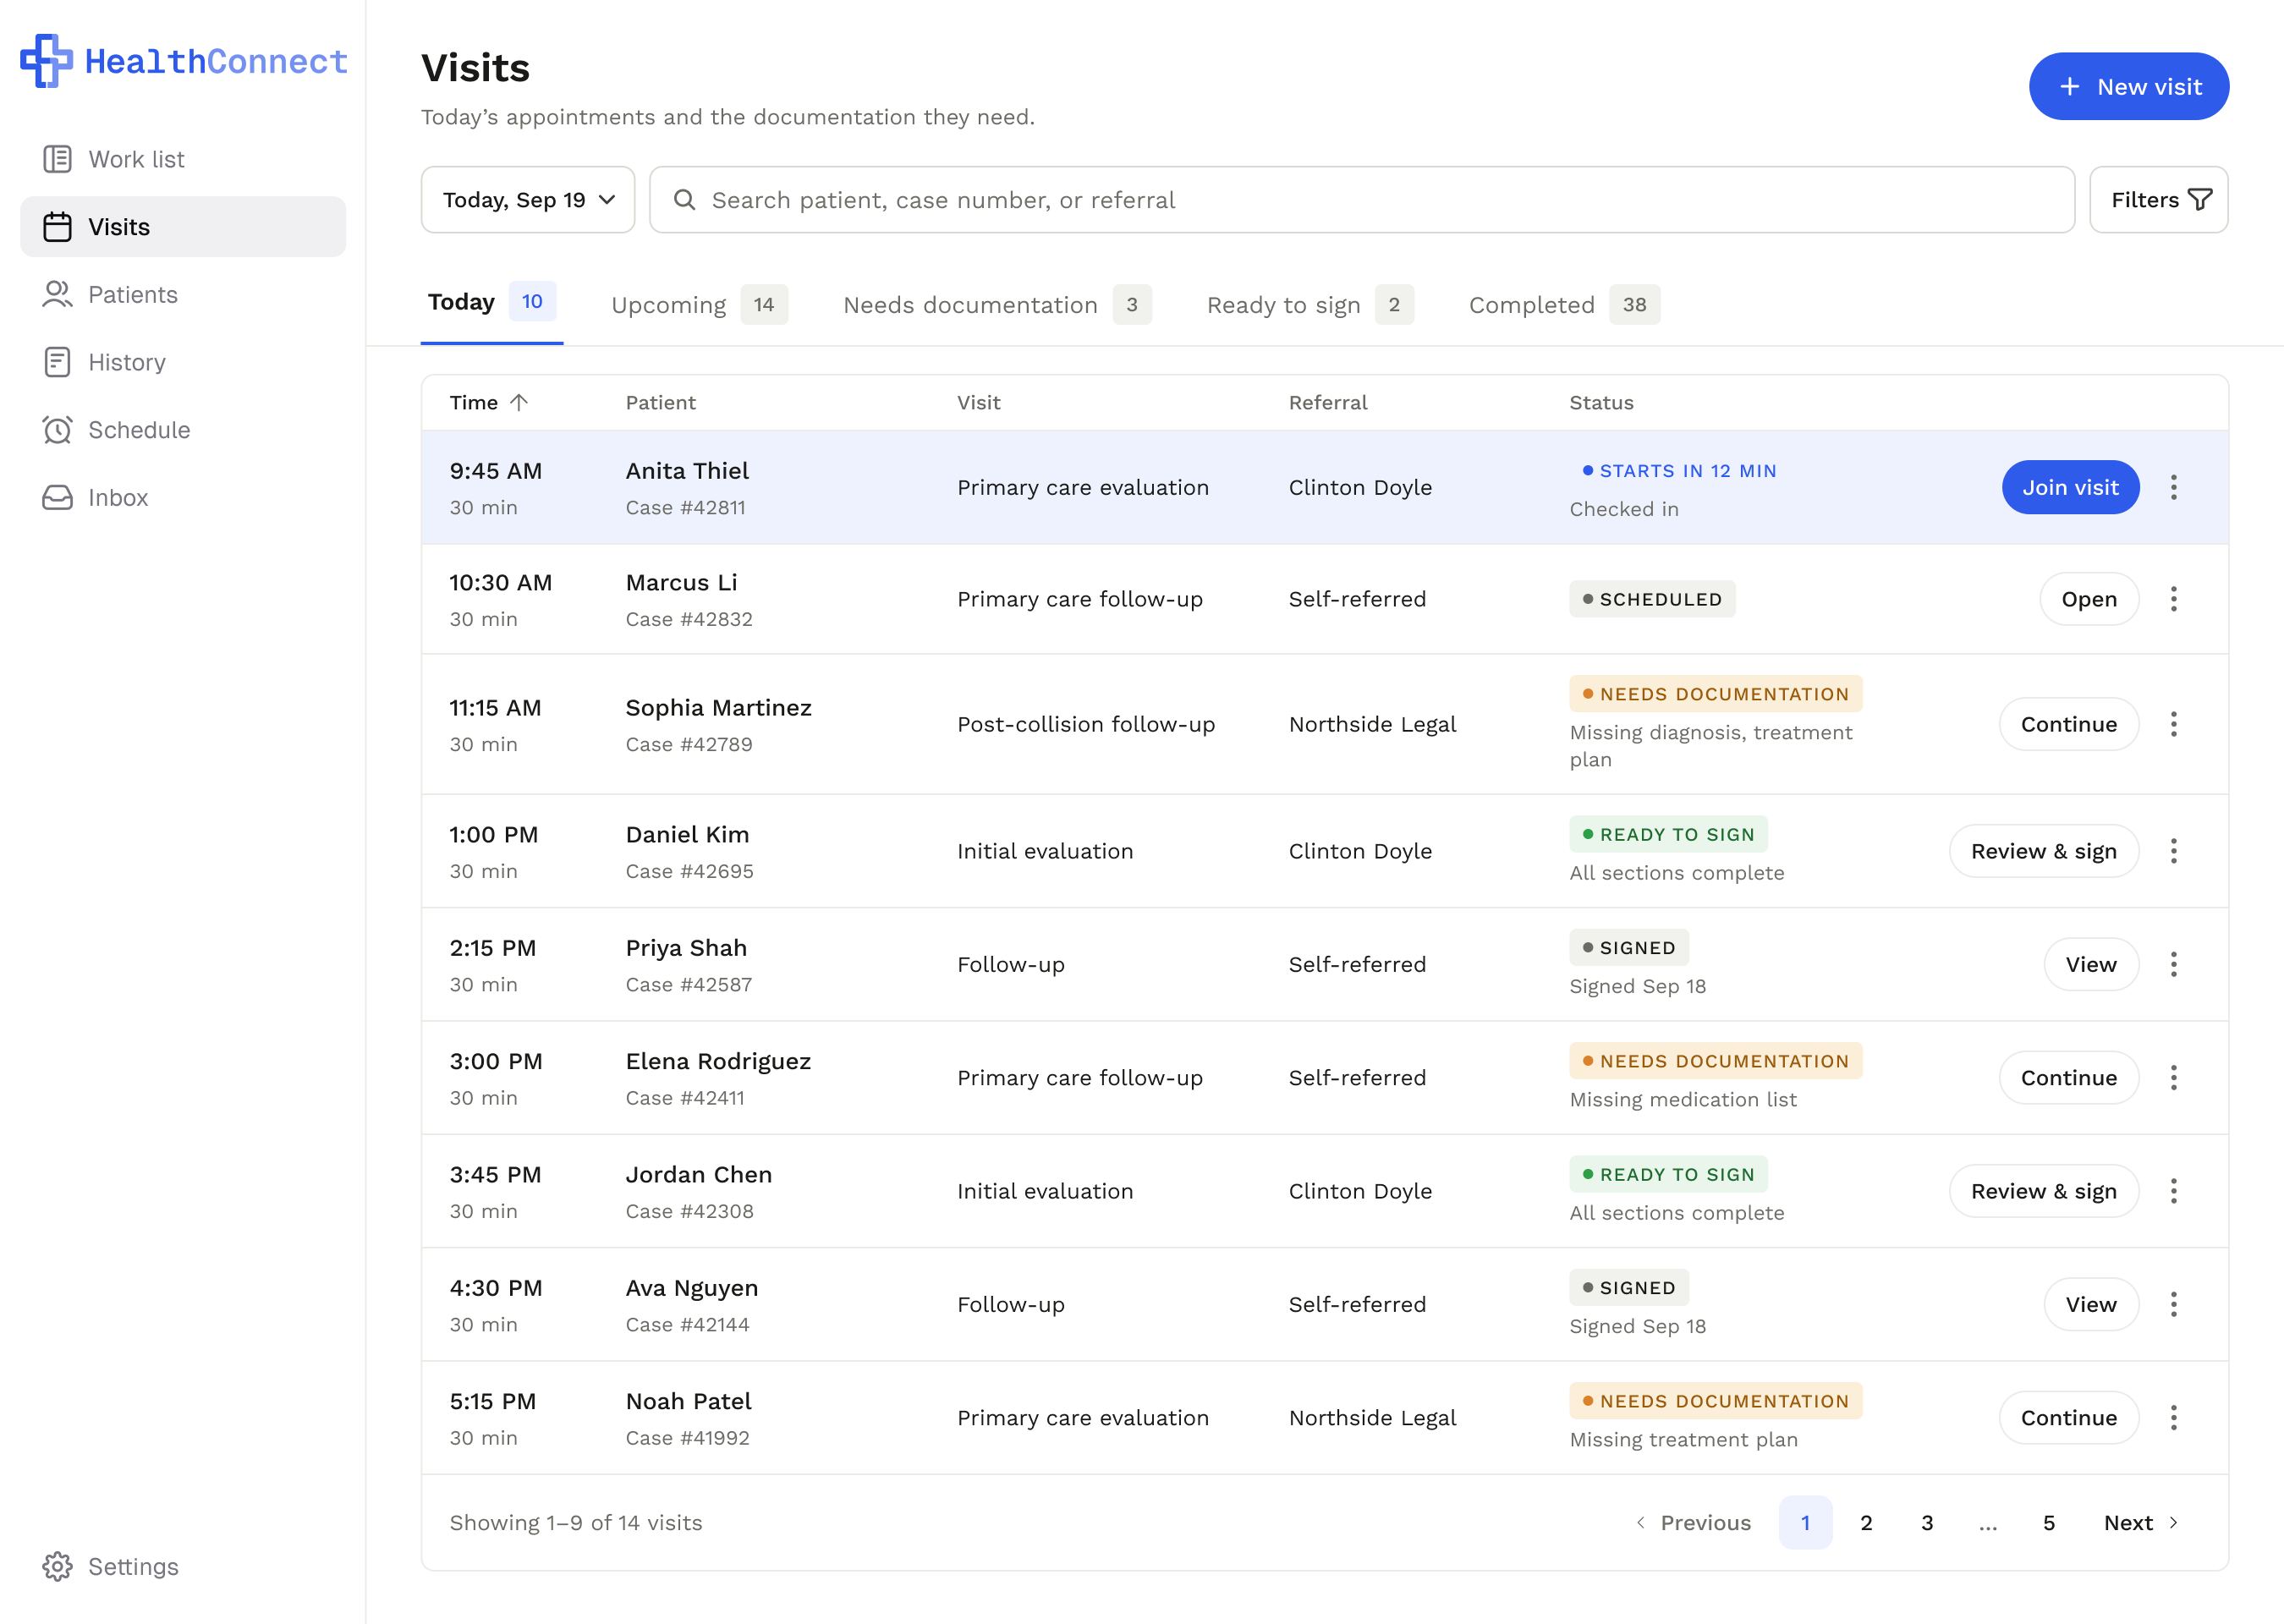 HealthConnect
Work list
Visits
Patients
History
Schedule
Inbox
Settings
Visits
Today’s appointments and the documentation they need.
New visit
Today, Sep 19
Search patient, case number, or referral
Filters
Today 10
Upcoming 14
Needs documentation 3
Ready to sign 2
Completed 38
Time Patient Visit Referral Status
9:45 AM Anita Thiel STARTS IN 12 MIN
Primary care evaluation Clinton Doyle Join visit
30 min Case #42811 Checked in
10:30 AM Marcus Li
Primary care follow-up Self-referred SCHEDULED Open
30 min Case #42832
NEEDS DOCUMENTATION
11:15 AM Sophia Martinez
Post-collision follow-up Northside Legal Continue
Missing diagnosis, treatment
30 min Case #42789
plan
1:00 PM Daniel Kim READY TO SIGN
Initial evaluation Clinton Doyle Review & sign
30 min Case #42695 All sections complete
2:15 PM Priya Shah SIGNED
Follow-up Self-referred View
30 min Case #42587 Signed Sep 18
3:00 PM Elena Rodriguez NEEDS DOCUMENTATION
Primary care follow-up Self-referred Continue
30 min Case #42411 Missing medication list
3:45 PM Jordan Chen READY TO SIGN
Initial evaluation Clinton Doyle Review & sign
30 min Case #42308 All sections complete
4:30 PM Ava Nguyen SIGNED
Follow-up Self-referred View
30 min Case #42144 Signed Sep 18
5:15 PM Noah Patel NEEDS DOCUMENTATION
Primary care evaluation Northside Legal Continue
30 min Case #41992 Missing treatment plan
Showing 1–9 of 14 visits
Previous 1 2 3 ... 5 Next